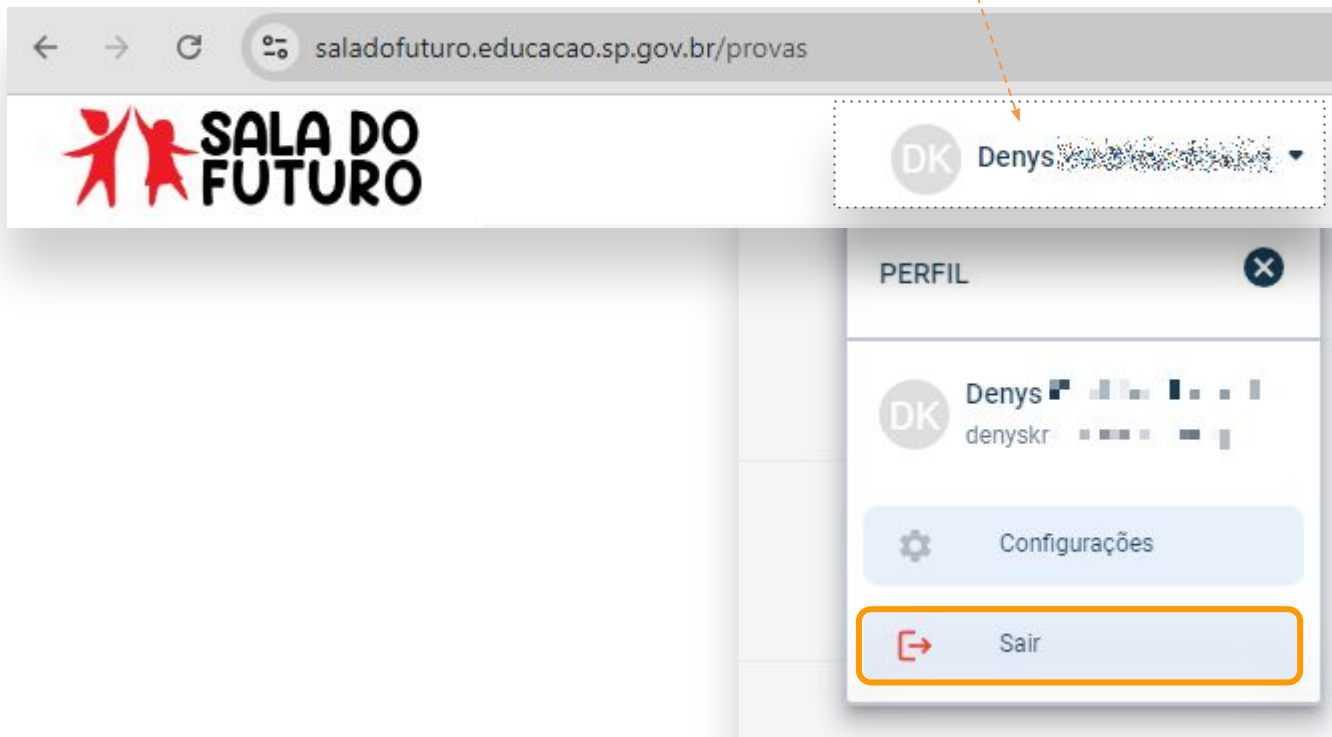 saladofuturo.educacao.sp.gov.br/provas
SALA DO
FUTURO
DK Denys
PERFIL
DK Denys
denyskr
Configurações
Sair